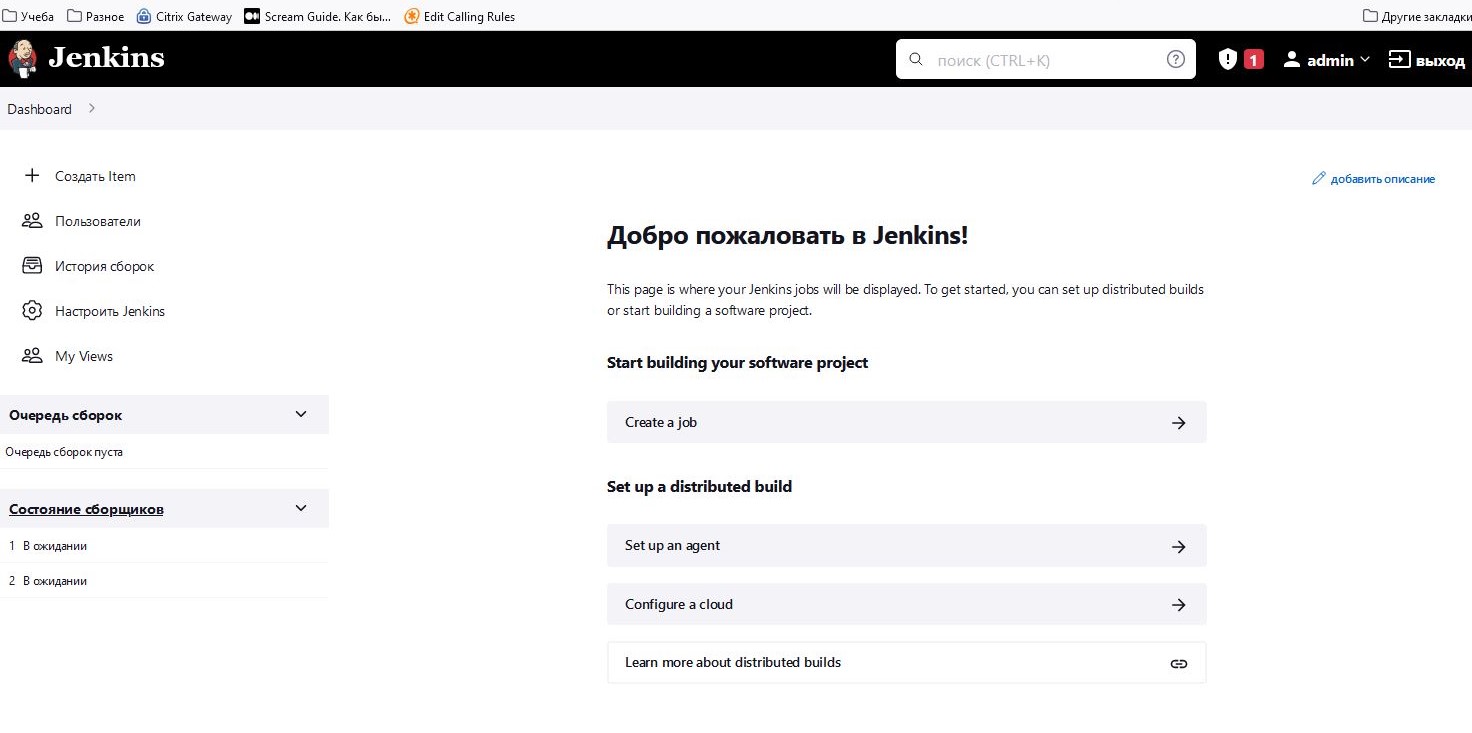 Учеба Разное Citrix Gateway Scream Guide. Как бы... Edit Calling Rules Другие закладки
Jenkins поиск (CTRL+K) ? ! 1 admin выход
Dashboard
Создать Item
Пользователи
История сборок
Настроить Jenkins
My Views
Очередь сборок
Очередь сборок пуста
Состояние сборщиков
1 В ожидании
2 В ожидании
добавить описание
Добро пожаловать в Jenkins!
This page is where your Jenkins jobs will be displayed. To get started, you can set up distributed builds
or start building a software project.
Start building your software project
Create a job
Set up a distributed build
Set up an agent
Configure a cloud
Learn more about distributed builds